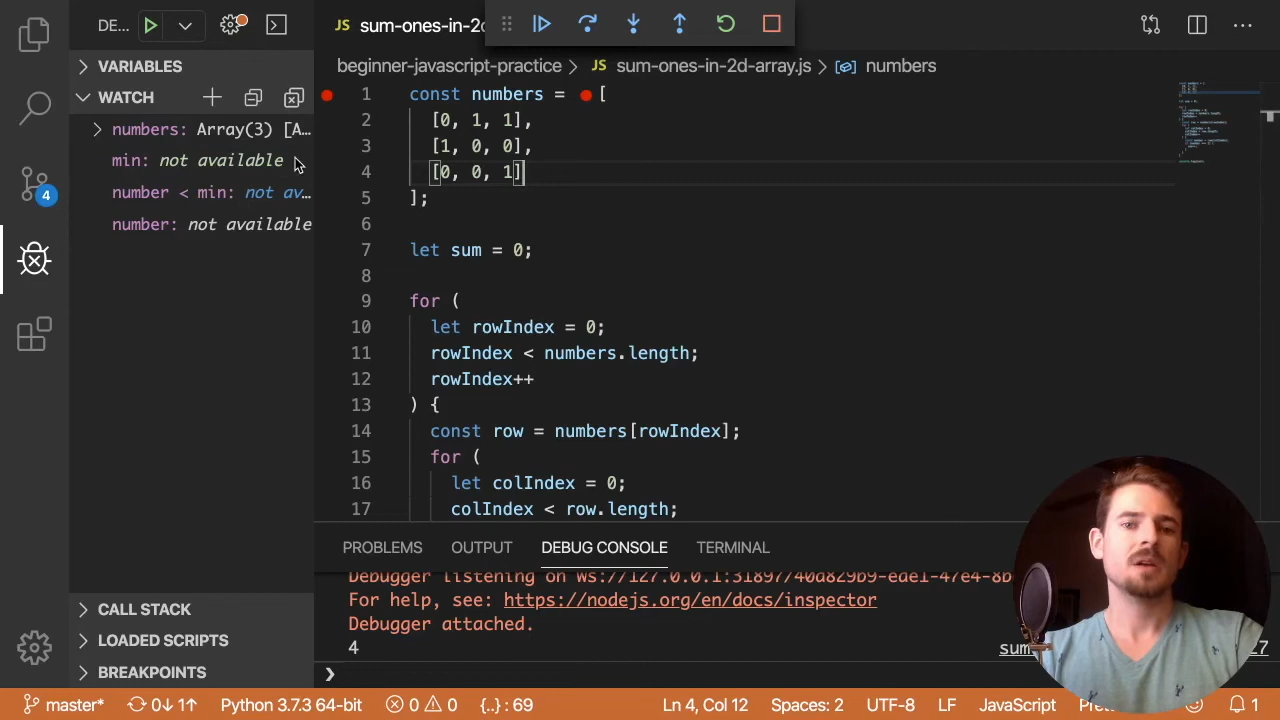 DE...
JS sum-ones-in-2d
VARIABLES
WATCH
numbers: Array(3) [A…
min: not available
number < min: not av…
number: not available
CALL STACK
LOADED SCRIPTS
BREAKPOINTS
beginner-javascript-practice > JS sum-ones-in-2d-array.js > numbers
1 const numbers = [
2 [0, 1, 1],
3 [1, 0, 0],
4 [0, 0, 1]
5 ];
6
7 let sum = 0;
8
9 for (
10 let rowIndex = 0;
11 rowIndex < numbers.length;
12 rowIndex++
13 ) {
14 const row = numbers[rowIndex];
15 for (
16 let colIndex = 0;
17 colIndex < row.length;
PROBLEMS OUTPUT DEBUG CONSOLE TERMINAL
Debugger listening on ws://127.0.0.1:31897/40d829b9-ede1-47e4-8b
For help, see: https://nodejs.org/en/docs/inspector
Debugger attached.
4 sum 27
4
master* 0↓ 1↑ Python 3.7.3 64-bit 0 0 {..} : 69 Ln 4, Col 12 Spaces: 2 UTF-8 LF JavaScript 1